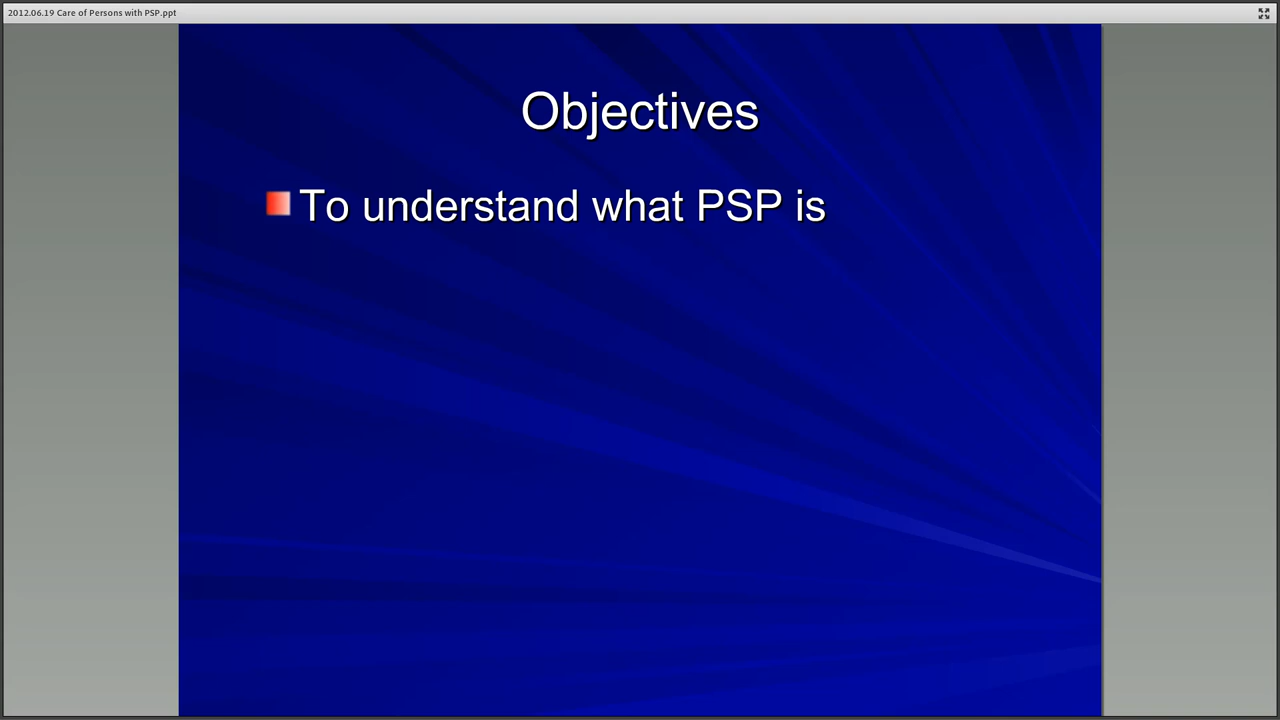 2012.06.19 Care of Persons with PSP.ppt
Objectives
To understand what PSP is